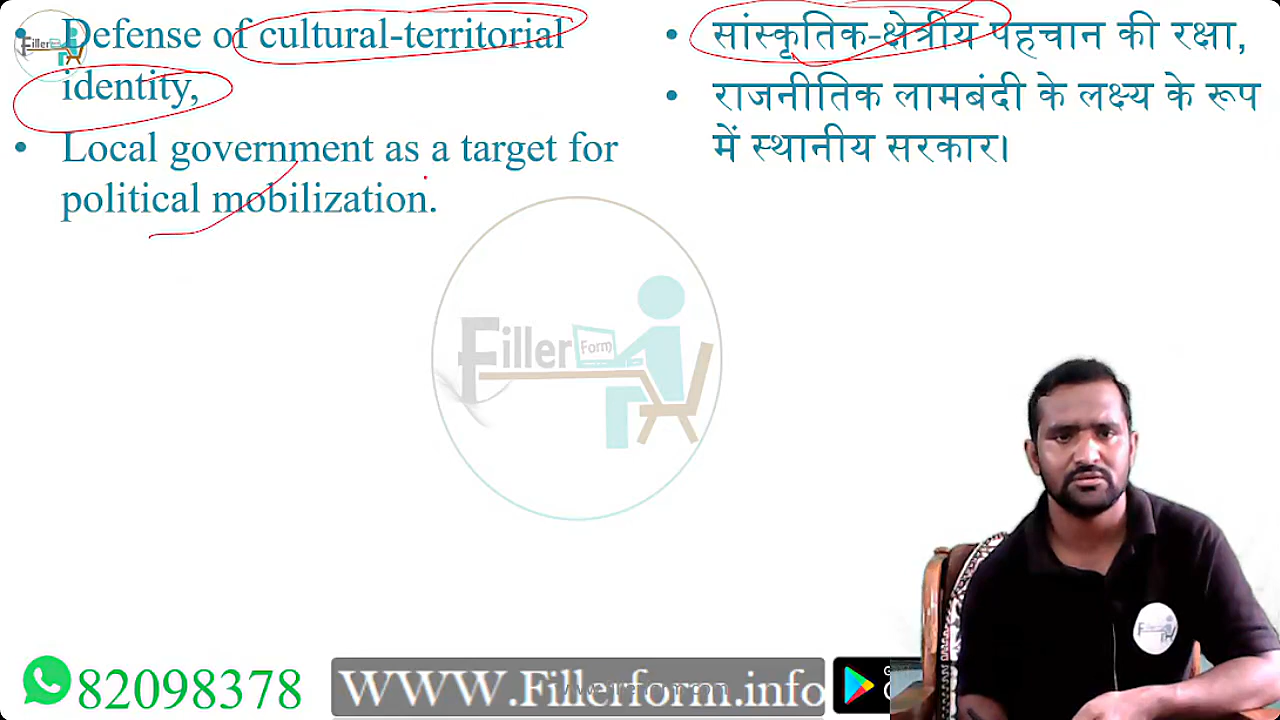 Defense of cultural-territorial
identity,
Local government as a target for
political mobilization.
सांस्कृतिक-क्षेत्रीय पहचान की रक्षा,
राजनीतिक लामबंदी के लक्ष्य के रूप
में स्थानीय सरकार।
Filler Form
82098378
www.Fillerform.info